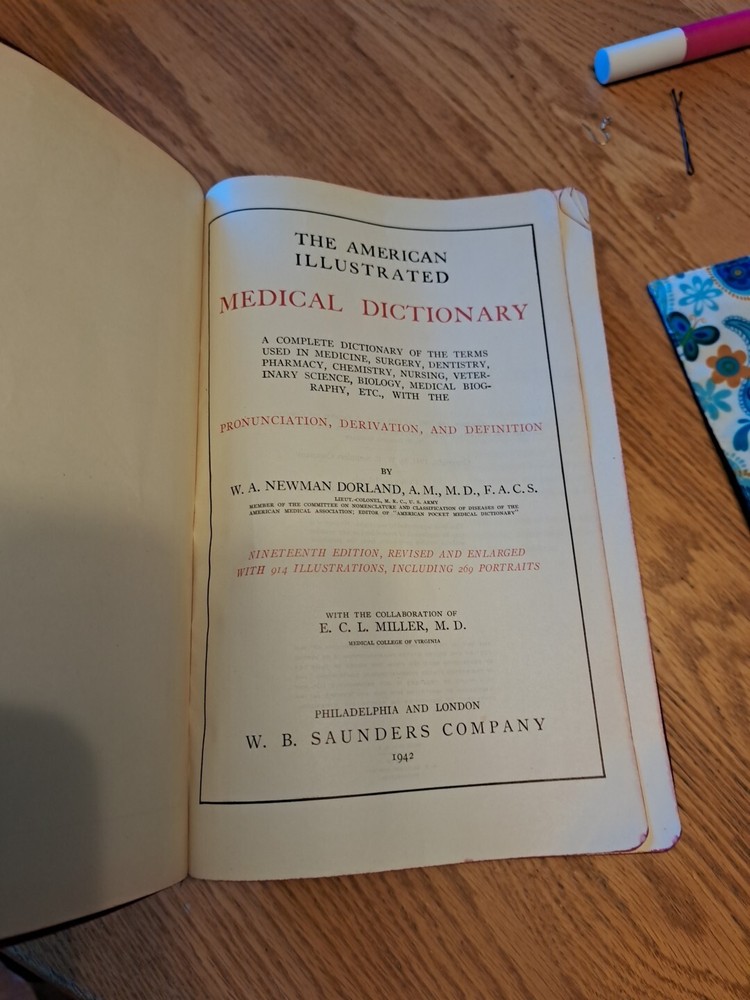 THE AMERICAN
ILLUSTRATED
MEDICAL DICTIONARY
A COMPLETE DICTIONARY OF THE TERMS
USED IN MEDICINE, SURGERY, DENTISTRY,
PHARMACY, CHEMISTRY, NURSING, VETER-
INARY SCIENCE, BIOLOGY, MEDICAL BIOG-
RAPHY, ETC., WITH THE
PRONUNCIATION, DERIVATION, AND DEFINITION
BY
W. A. NEWMAN DORLAND, A.M., M.D., F.A.C.S.
LIEUT.-COLONEL, M. R. C., U. S. ARMY
MEMBER OF THE COMMITTEE ON NOMENCLATURE AND CLASSIFICATION OF DISEASES OF THE
AMERICAN MEDICAL ASSOCIATION; EDITOR OF "AMERICAN POCKET MEDICAL DICTIONARY"
NINETEENTH EDITION, REVISED AND ENLARGED
WITH 914 ILLUSTRATIONS, INCLUDING 269 PORTRAITS
WITH THE COLLABORATION OF
E. C. L. MILLER, M. D.
MEDICAL COLLEGE OF VIRGINIA
PHILADELPHIA AND LONDON
W. B. SAUNDERS COMPANY
1942